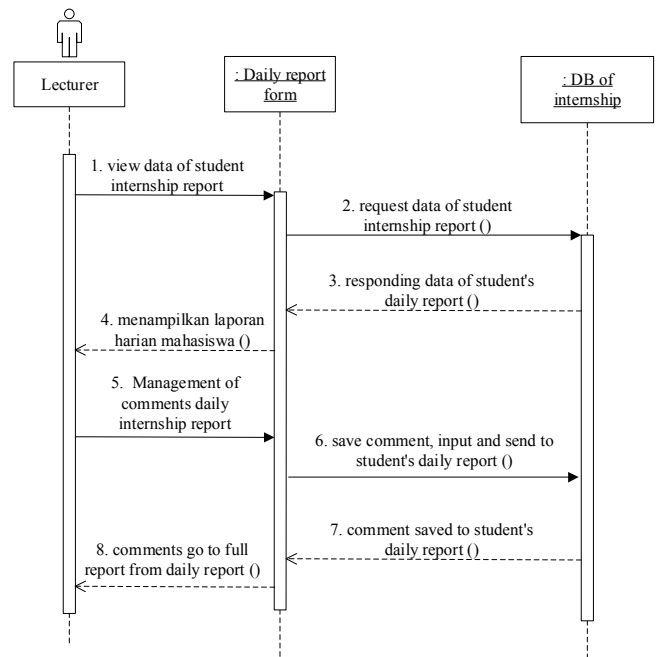 Lecturer
: Daily report
form
: DB of
internship
1. view data of student
internship report
2. request data of student
internship report ()
3. responding data of student's
daily report ()
4. menampilkan laporan
harian mahasiswa ()
5. Management of
comments daily
internship report
6. save comment, input and send to
student's daily report ()
7. comment saved to student's
daily report ()
8. comments go to full
report from daily report ()